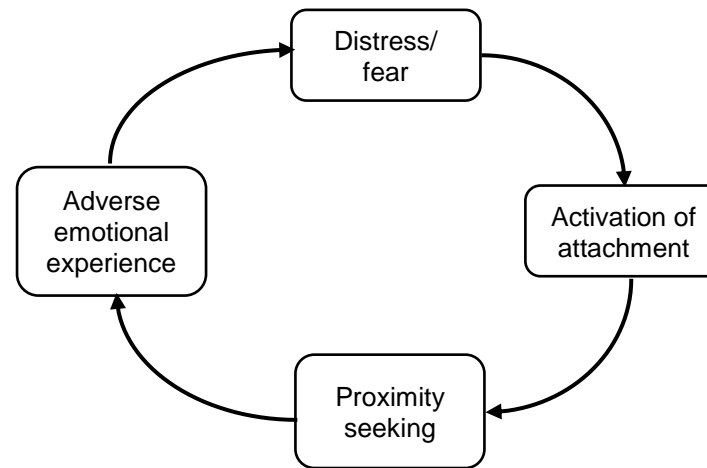 Distress/
fear
Activation of
attachment
Proximity
seeking
Adverse
emotional
experience